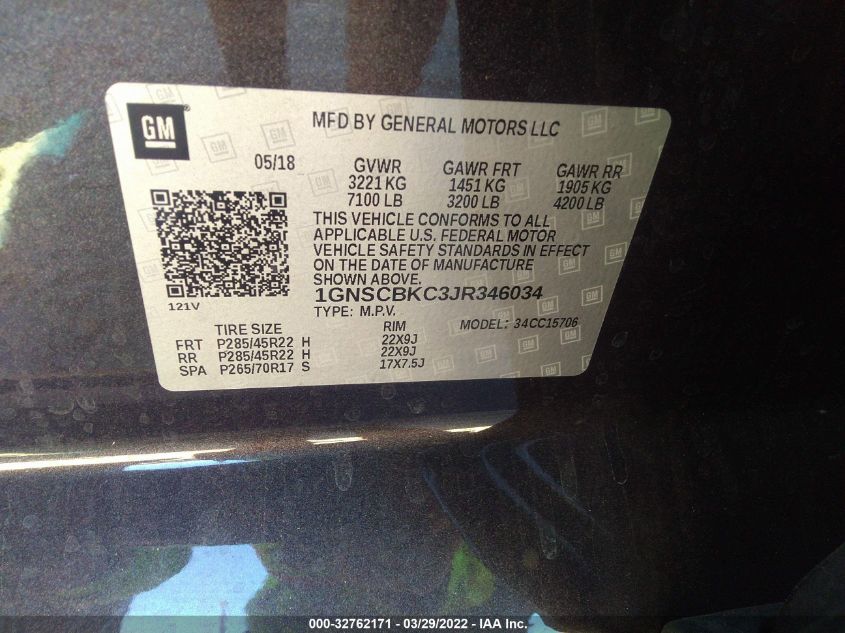 GM
MFD BY GENERAL MOTORS LLC
05/18 GVWR GAWR FRT GAWR RR
3221 KG 1451 KG 1905 KG
7100 LB 3200 LB 4200 LB
THIS VEHICLE CONFORMS TO ALL
APPLICABLE U.S. FEDERAL MOTOR
VEHICLE SAFETY STANDARDS IN EFFECT
ON THE DATE OF MANUFACTURE
SHOWN ABOVE.
121V 1GNSCBKC3JR346034
TYPE: M.P.V. MODEL: 34CC15706
TIRE SIZE RIM
FRT P285/45R22 H 22X9J
RR P285/45R22 H 22X9J
SPA P265/70R17 S 17X7.5J
000-32762171 - 03/29/2022 - IAA Inc.